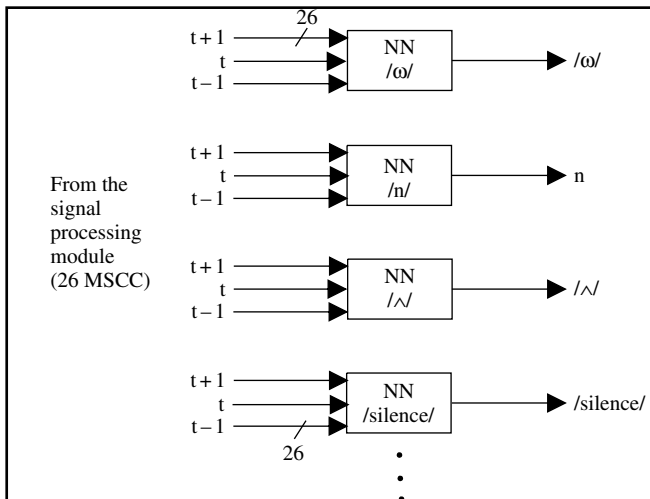 26
t+1
t
t−1
NN
/ω/
/ω/
t+1
t
t−1
NN
/n/
n
From the
signal
processing
module
(26 MSCC)
t+1
t
t−1
NN
/∧/
/∧/
t+1
t
t−1
26
NN
/silence/
/silence/